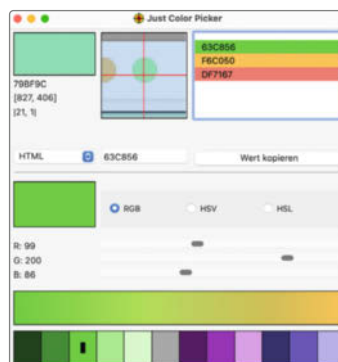 Just Color Picker
79BF9C
[827, 406]
|21, 1|
63C856
F6C050
DF7167
HTML
63C856
Wert kopieren
RGB
HSV
HSL
R: 99
G: 200
B: 86